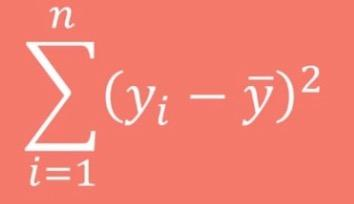 n
∑ (yᵢ − ȳ)²
i=1